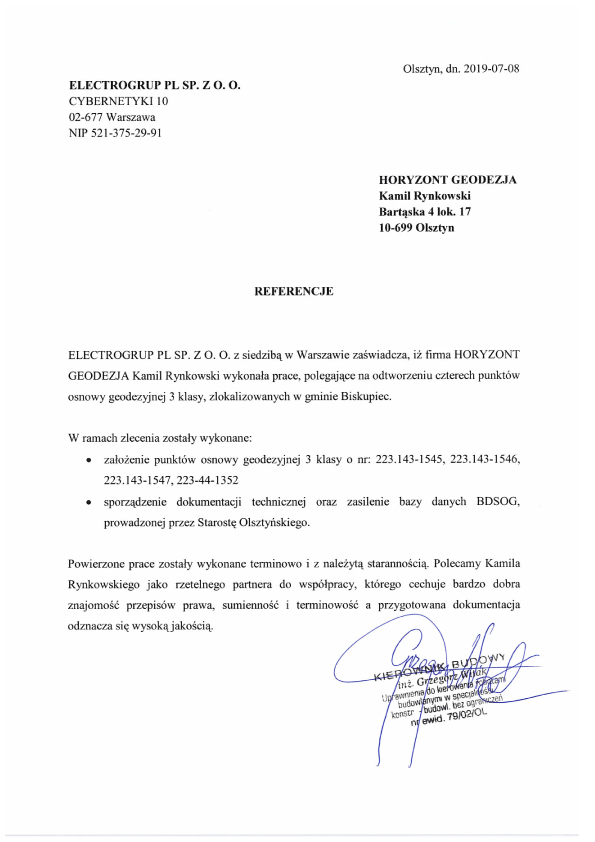 Olsztyn, dn. 2019-07-08
ELECTROGRUP PL SP. Z O. O.
CYBERNETYKI 10
02-677 Warszawa
NIP 521-375-29-91
HORYZONT GEODEZJA
Kamil Rynkowski
Bartąska 4 lok. 17
10-699 Olsztyn
REFERENCJE
ELECTROGRUP PL SP. Z O. O. z siedzibą w Warszawie zaświadcza, iż firma HORYZONT
GEODEZJA Kamil Rynkowski wykonała prace, polegające na odtworzeniu czterech punktów
osnowy geodezyjnej 3 klasy, zlokalizowanych w gminie Biskupiec.
W ramach zlecenia zostały wykonane:
• założenie punktów osnowy geodezyjnej 3 klasy o nr: 223.143-1545, 223.143-1546,
223.143-1547, 223-44-1352
• sporządzenie dokumentacji technicznej oraz zasilenie bazy danych BDSOG,
prowadzonej przez Starostę Olsztyńskiego.
Powierzone prace zostały wykonane terminowo i z należytą starannością. Polecamy Kamila
Rynkowskiego jako rzetelnego partnera do współpracy, którego cechuje bardzo dobra
znajomość przepisów prawa, sumienność i terminowość a przygotowana dokumentacja
odznacza się wysoką jakością.
KIEROWNIK BUDOWY
inż. Grzegorz
Uprawnienia do kierowania robotami
budowlanymi w specjalności
konstr. - budowl. bez ograniczeń
nr ewid. 79/02/OL